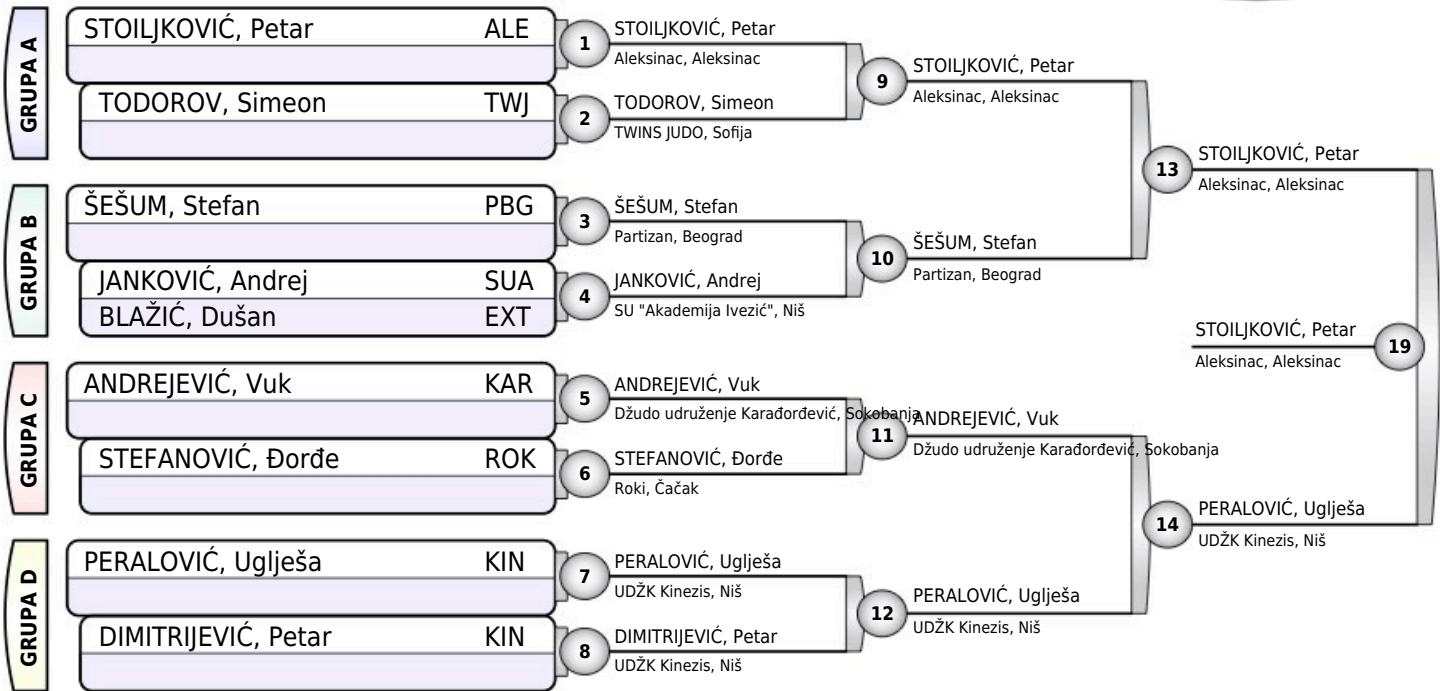 GRUPA A
STOILJKOVIĆ, Petar ALE
TODOROV, Simeon TWJ
GRUPA B
ŠEŠUM, Stefan PBG
JANKOVIĆ, Andrej SUA
BLAŽIĆ, Dušan EXT
GRUPA C
ANDREJEVIĆ, Vuk KAR
STEFANOVIĆ, Đorđe ROK
GRUPA D
PERALOVIĆ, Uglješa KIN
DIMITRIJEVIĆ, Petar KIN
1
STOILJKOVIĆ, Petar
Aleksinac, Aleksinac
2
TODOROV, Simeon
TWINS JUDO, Sofija
3
ŠEŠUM, Stefan
Partizan, Beograd
4
JANKOVIĆ, Andrej
SU "Akademija Ivezić", Niš
5
ANDREJEVIĆ, Vuk
Džudo udruženje Karađorđević, Sokobanja
6
STEFANOVIĆ, Đorđe
Roki, Čačak
7
PERALOVIĆ, Uglješa
UDŽK Kinezis, Niš
8
DIMITRIJEVIĆ, Petar
UDŽK Kinezis, Niš
9
STOILJKOVIĆ, Petar
Aleksinac, Aleksinac
10
ŠEŠUM, Stefan
Partizan, Beograd
11
ANDREJEVIĆ, Vuk
Džudo udruženje Karađorđević, Sokobanja
12
PERALOVIĆ, Uglješa
UDŽK Kinezis, Niš
13
STOILJKOVIĆ, Petar
Aleksinac, Aleksinac
14
PERALOVIĆ, Uglješa
UDŽK Kinezis, Niš
STOILJKOVIĆ, Petar
Aleksinac, Aleksinac
19